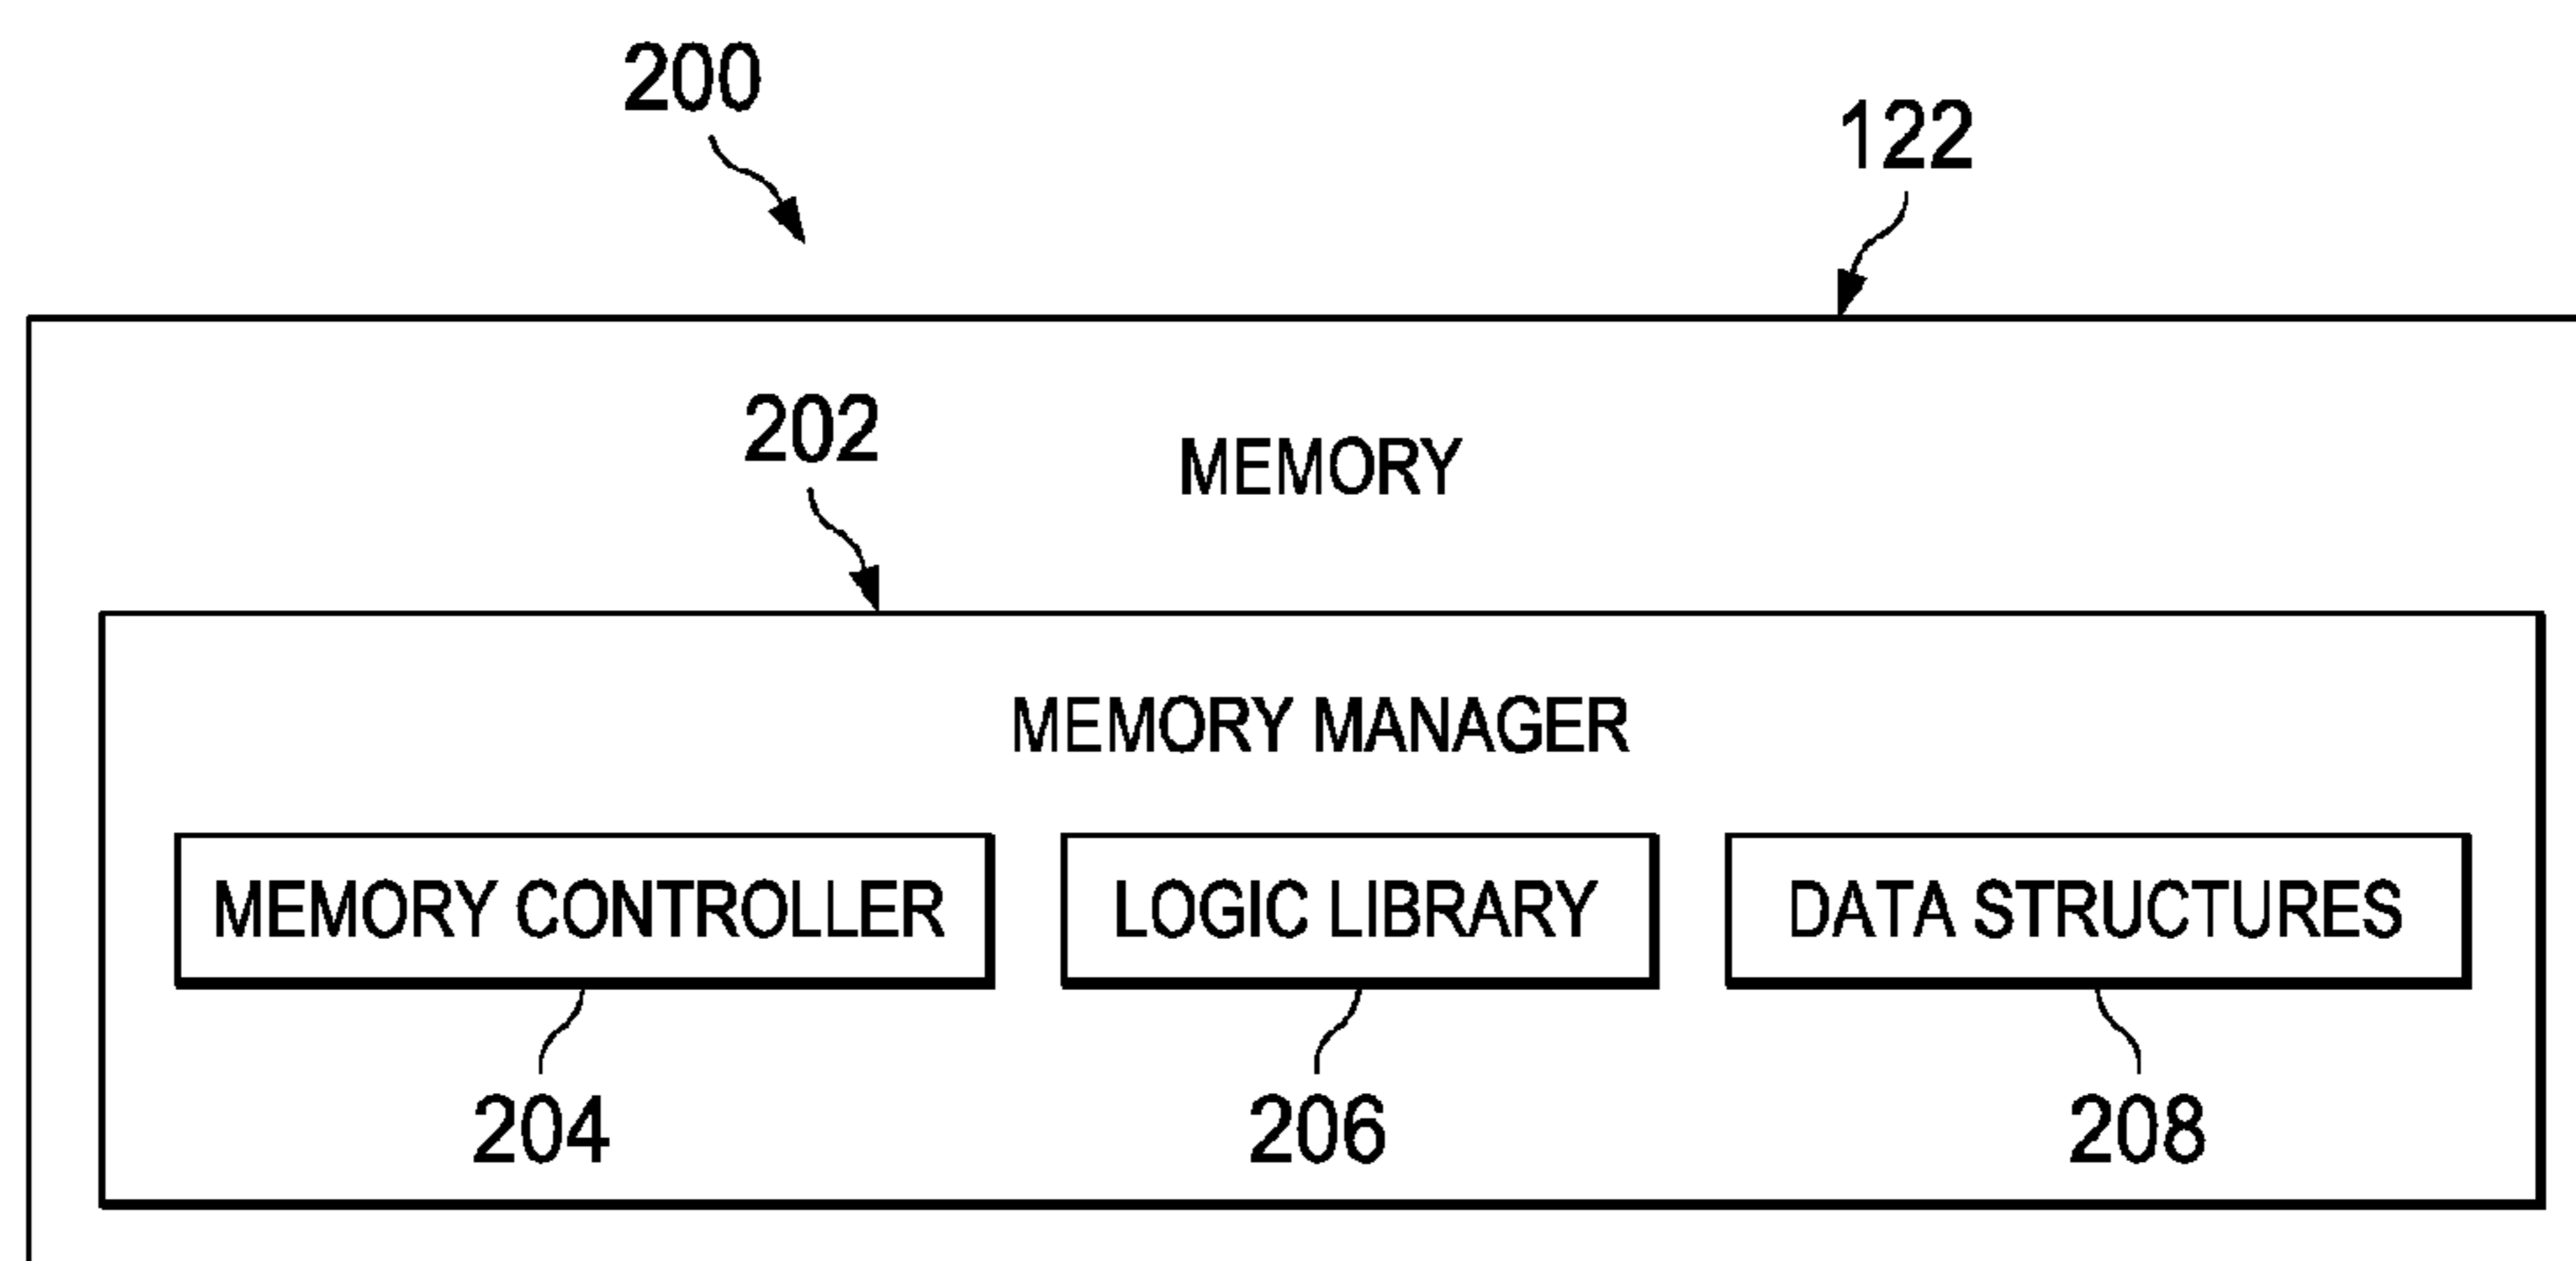 200
122
202
MEMORY
MEMORY MANAGER
MEMORY CONTROLLER
LOGIC LIBRARY
DATA STRUCTURES
204
206
208